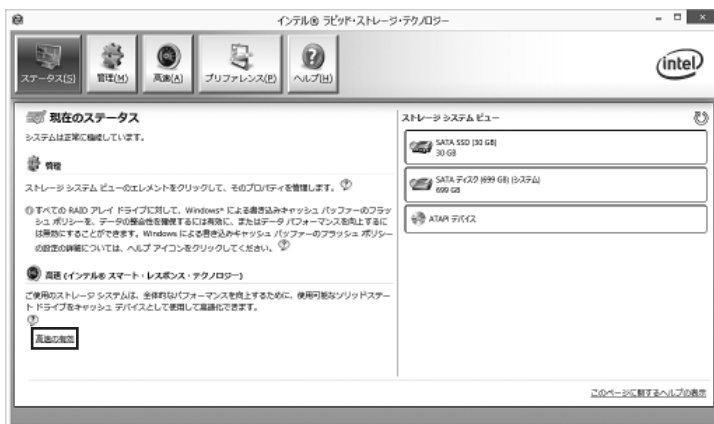 インテル® ラピッド・ストレージ・テクノロジー
ステータス(S)
管理(M)
高速(A)
プリファレンス(P)
ヘルプ(H)
intel
現在のステータス
システムは正常に機能しています。
管理
ストレージ システム ビューのエレメントをクリックして、そのプロパティを管理します。
すべての RAID アレイ ドライブに対して、Windows* による書き込みキャッシュ バッファーのフラッ
シュ ポリシーを、データの整合性を確保するには有効に、またはデータ パフォーマンスを向上するに
は無効にすることができます。Windows による書き込みキャッシュ バッファーのフラッシュ ポリシー
の設定の詳細については、ヘルプ アイコンをクリックしてください。
高速 (インテル® スマート・レスポンス・テクノロジー)
ご使用のストレージ システムは、全体的なパフォーマンスを向上するために、使用可能なソリッドステー
ト ドライブをキャッシュ デバイスとして使用して高速化できます。
高速の有効
ストレージ システム ビュー
SATA SSD (30 GB)
30 GB
SATA ディスク (699 GB) (システム)
699 GB
ATAPI デバイス
このページに関するヘルプの表示